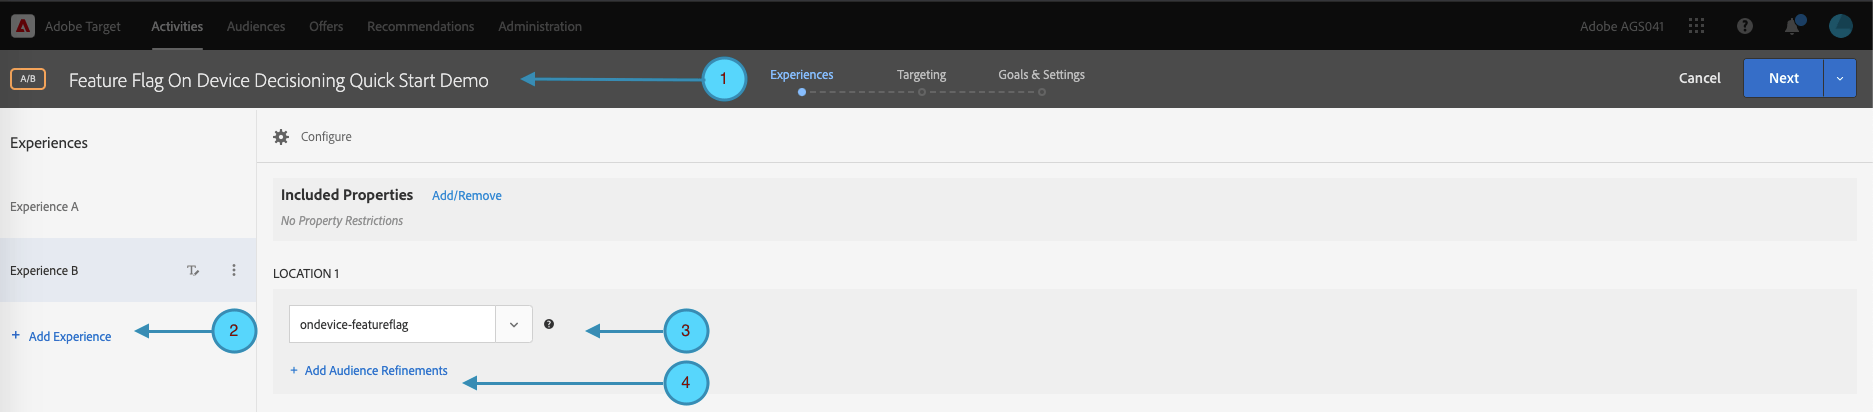 Adobe Target Activities Audiences Offers Recommendations Administration Adobe AGS041 ?
A/B Feature Flag On Device Decisioning Quick Start Demo 1 Experiences Targeting Goals & Settings Cancel Next
Experiences
Configure
Included Properties Add/Remove
No Property Restrictions
Experience A
Experience B
LOCATION 1
+ Add Experience 2
ondevice-featureflag ? 3
+ Add Audience Refinements 4